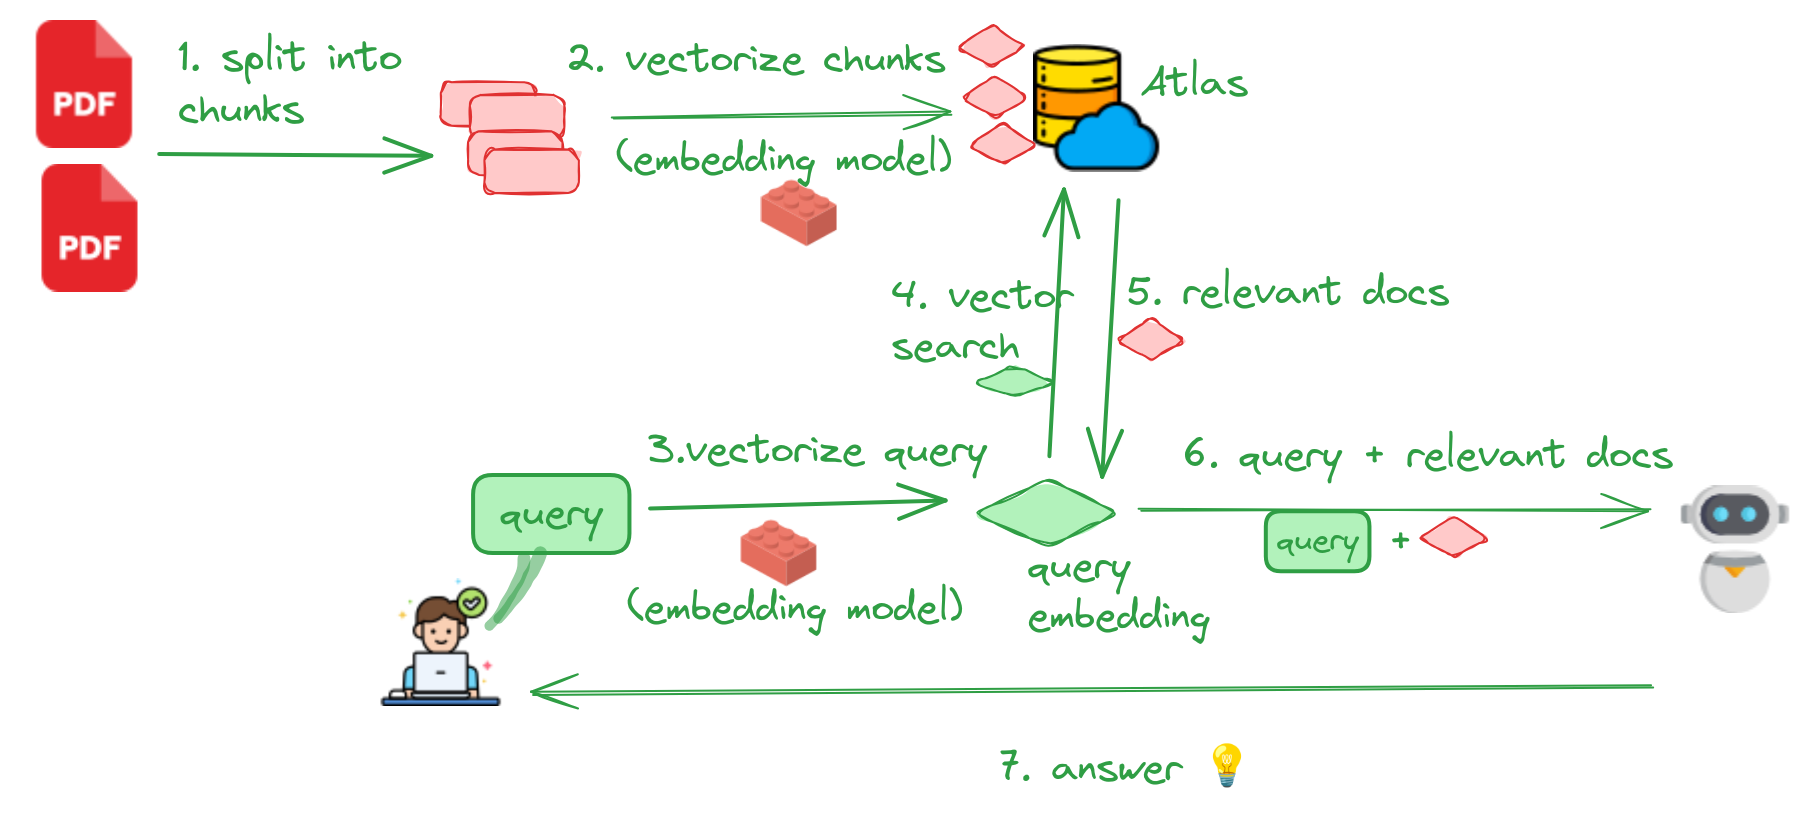 PDF
PDF
1. split into
chunks
2. vectorize chunks
(embedding model)
Atlas
4. vector
search
5. relevant docs
3.vectorize query
query
(embedding model)
query
embedding
6. query + relevant docs
query +
7. answer